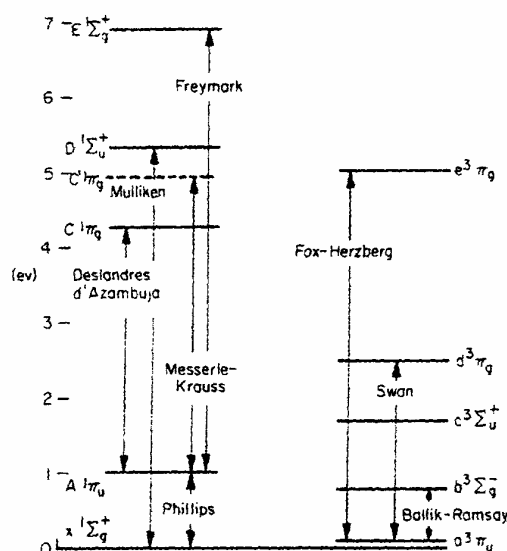 7 E ¹Σg⁺
Freymark
6
D ¹Σu⁺
5 C' ¹πg e³πg
Mulliken
C ¹πg
4
Fox-Herzberg
(ev) Deslandres
d'Azambuja
3
d³πg
Messerle-
Krauss
Swan
2
c³Σu⁺
1
A ¹πu b³Σg⁻
Phillips Ballik-Ramsay
x ¹Σg⁺
0 a³πu